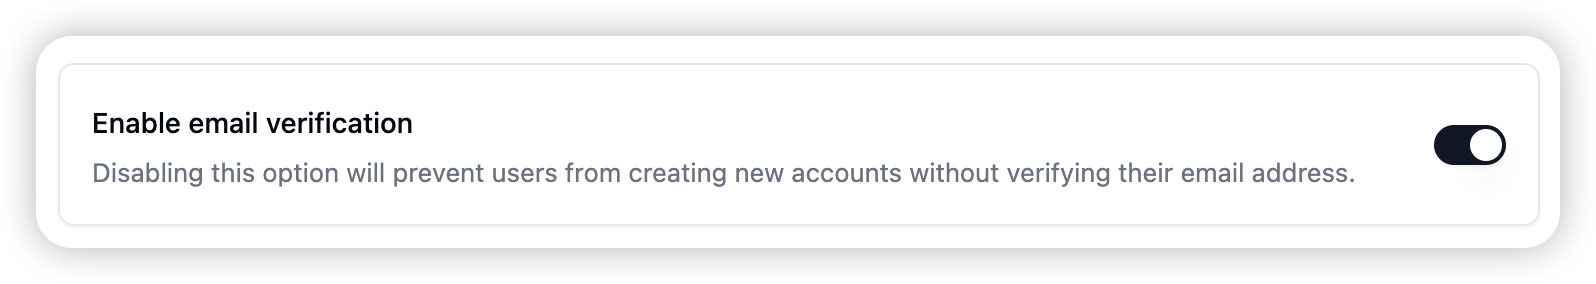 Enable email verification
Disabling this option will prevent users from creating new accounts without verifying their email address.